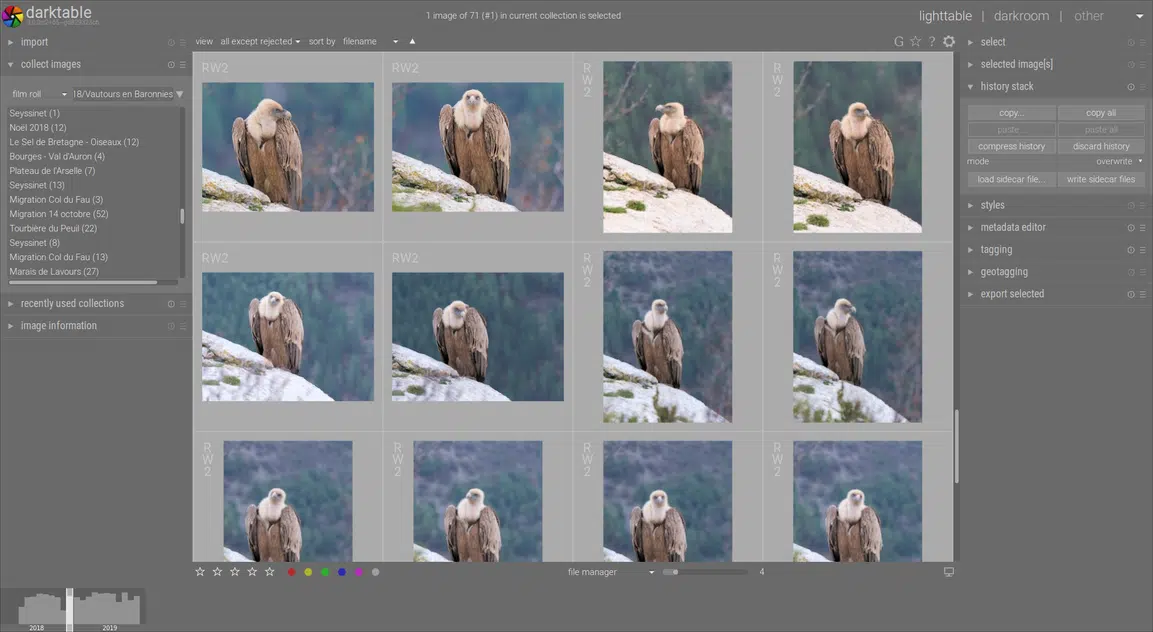 darktable
1 image of 71 (#1) in current collection is selected
lighttable | darkroom | other
import
collect images
film roll
18/Vautours en Baronnies
Seyssinet (1)
Noël 2018 (12)
Le Sel de Bretagne - Oiseaux (12)
Bourges - Val d'Auron (4)
Plateau de l'Arselle (7)
Seyssinet (13)
Migration Col du Fau (3)
Migration 14 octobre (52)
Tourbière du Peuil (22)
Seyssinet (8)
Migration Col du Fau (13)
Marais de Lavours (27)
recently used collections
image information
view all except rejected sort by filename
G ?
RW2
RW2
RW2
RW2
RW2
RW2
RW2
RW2
RW2
RW2
RW2
RW2
file manager 4
select
selected image[s]
history stack
copy... copy all
paste... paste all
compress history discard history
mode overwrite
load sidecar file... write sidecar files
styles
metadata editor
tagging
geotagging
export selected
2018 2019